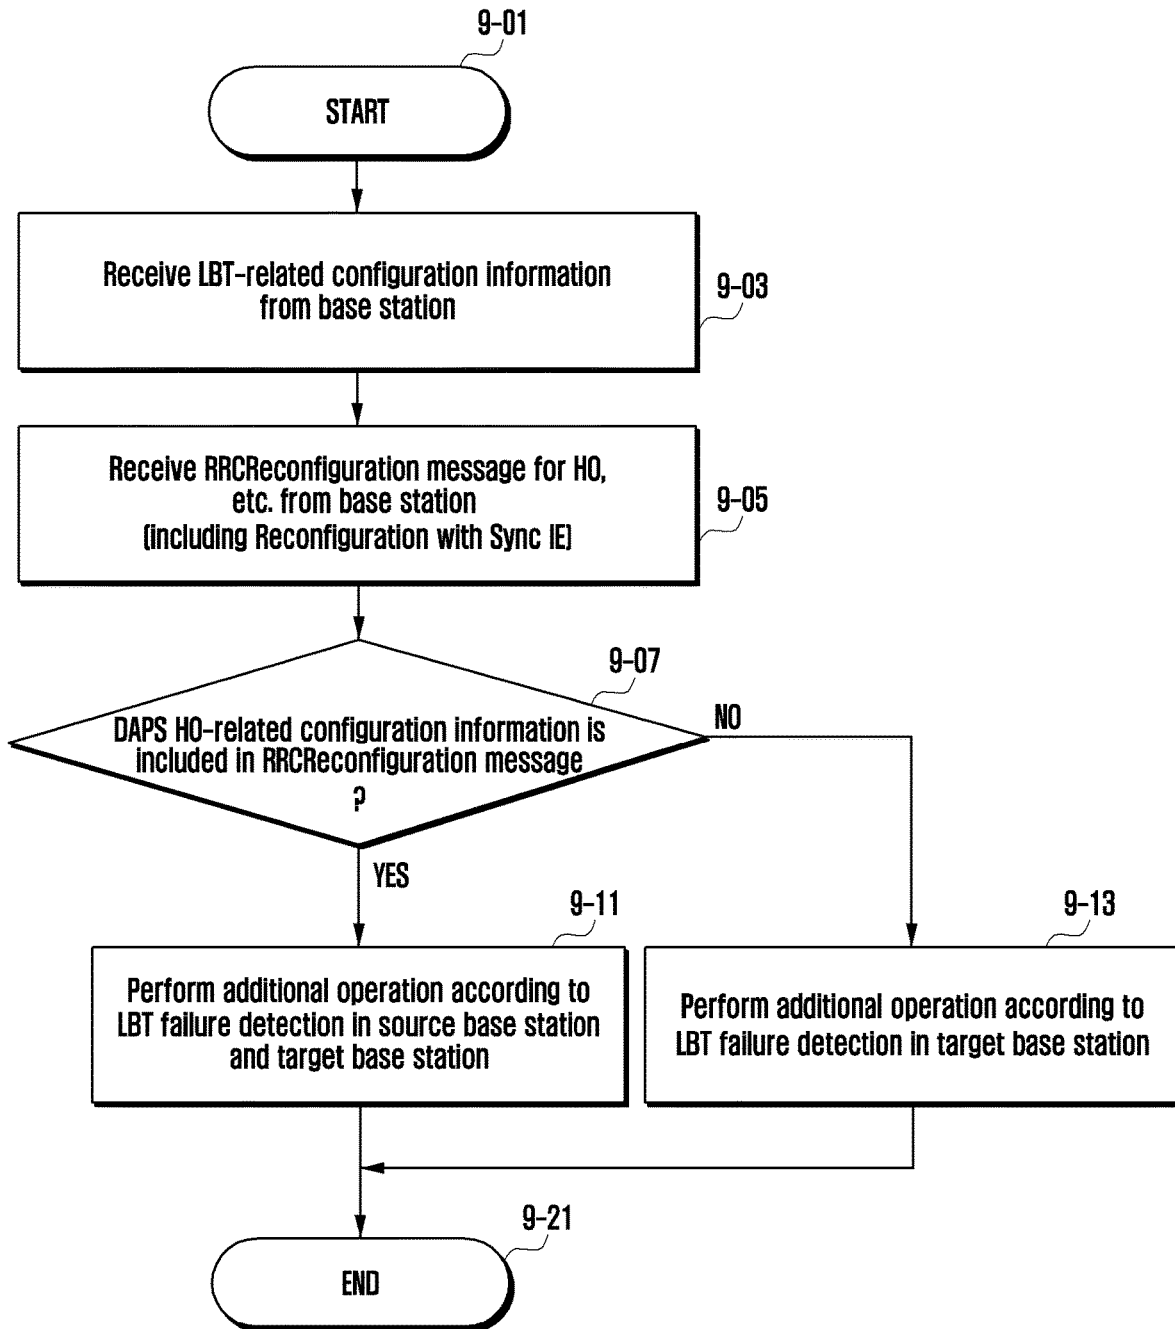 9-01
START
Receive LBT-related configuration information
from base station
9-03
Receive RRCReconfiguration message for HO,
etc. from base station
(including Reconfiguration with Sync IE)
9-05
9-07
DAPS HO-related configuration information is
included in RRCReconfiguration message
?
NO
YES
9-11
Perform additional operation according to
LBT failure detection in source base station
and target base station
9-13
Perform additional operation according to
LBT failure detection in target base station
9-21
END